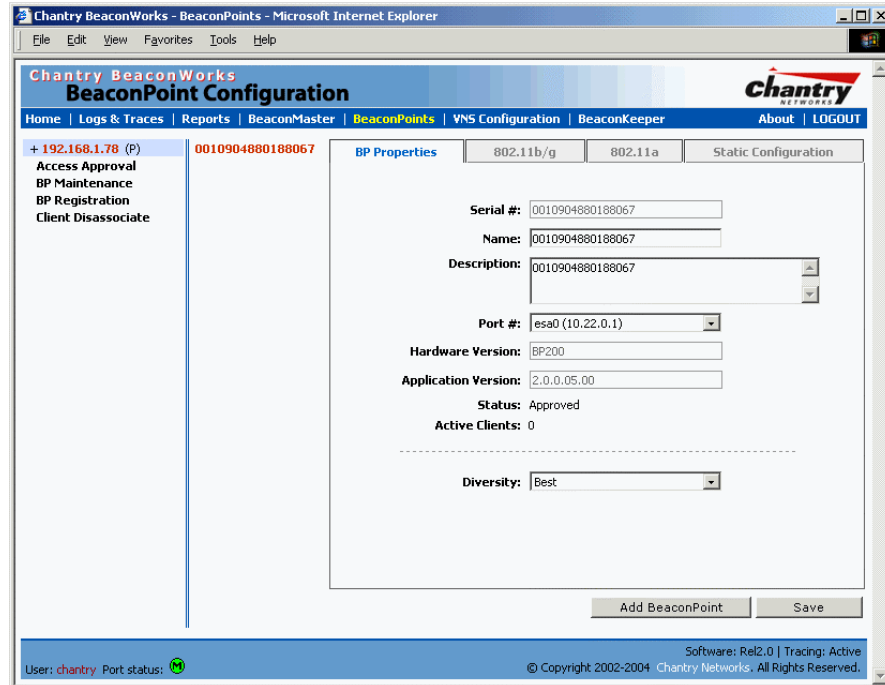 Chantry BeaconWorks - BeaconPoints - Microsoft Internet Explorer
File Edit View Favorites Tools Help
Chantry BeaconWorks
BeaconPoint Configuration
Chantry
NETWORKS
Home | Logs & Traces | Reports | BeaconMaster | BeaconPoints | VNS Configuration | BeaconKeeper About | LOGOUT
+ 192.168.1.78 (P)
Access Approval
BP Maintenance
BP Registration
Client Disassociate
0010904880188067
BP Properties 802.11b/g 802.11a Static Configuration
Serial #: 0010904880188067
Name: 0010904880188067
Description: 0010904880188067
Port #: esa0 (10.22.0.1)
Hardware Version: BP200
Application Version: 2.0.0.05.00
Status: Approved
Active Clients: 0
Diversity: Best
Add BeaconPoint Save
Software: Rel2.0 | Tracing: Active
User: chantry Port status: M
© Copyright 2002-2004 Chantry Networks. All Rights Reserved.